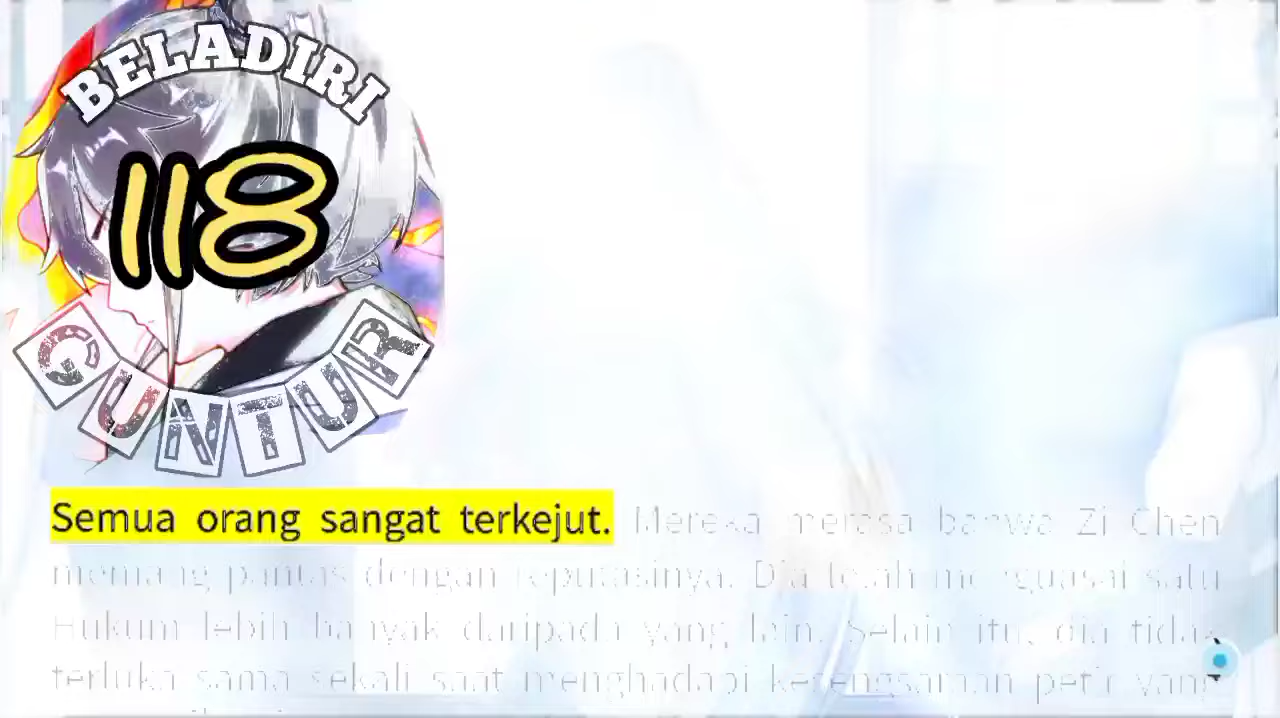 BELADIRI
118
GUNTUR
Semua orang sangat terkejut. Mereka merasa bahwa Zi Chen
memang pantas dengan reputasinya. Dia telah menguasai satu
Hukum lebih banyak daripada yang lain. Selain itu, dia tidak
terluka sama sekali saat menghadapi kesengsaraan petir yang